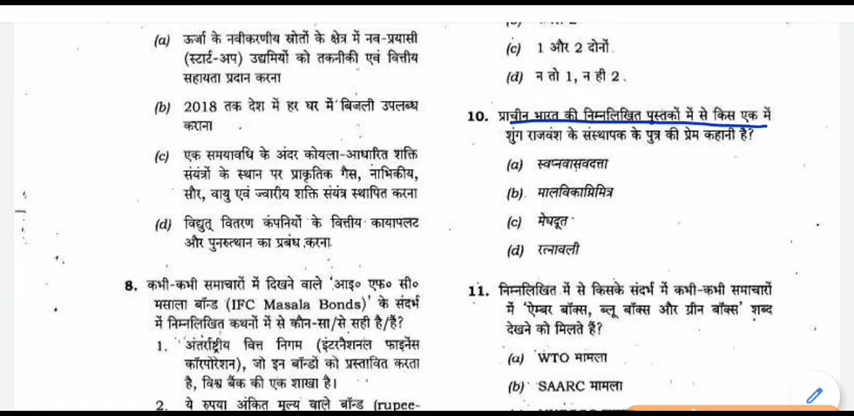 (a) ऊर्जा के नवीकरणीय स्रोतों के क्षेत्र में नव-प्रयासी
(स्टार्ट-अप) उद्यमियों को तकनीकी एवं वित्तीय
सहायता प्रदान करना
(b) 2018 तक देश में हर घर में बिजली उपलब्ध
कराना
(c) एक समयावधि के अंदर कोयला-आधारित शक्ति
संयंत्रों के स्थान पर प्राकृतिक गैस, नाभिकीय,
सौर, वायु एवं ज्वारीय शक्ति संयंत्र स्थापित करना
(d) विद्युत् वितरण कंपनियों के वित्तीय कायापलट
और पुनरुत्थान का प्रबंध करना
8. कभी-कभी समाचारों में दिखने वाले 'आइ० एफ० सी०
मसाला बॉन्ड (IFC Masala Bonds)' के संदर्भ
में निम्नलिखित कथनों में से कौन-सा/से सही है/हैं?
1. अंतर्राष्ट्रीय वित्त निगम (इंटरनैशनल फाइनेंस
कॉरपोरेशन), जो इन बॉन्डों को प्रस्तावित करता
है, विश्व बैंक की एक शाखा है।
2. ये रुपया अंकित मूल्य वाले बॉन्ड (rupee-
(c) 1 और 2 दोनों
(d) न तो 1, न ही 2
10. प्राचीन भारत की निम्नलिखित पुस्तकों में से किस एक में
शुंग राजवंश के संस्थापक के पुत्र की प्रेम कहानी है?
(a) स्वप्नवासवदत्ता
(b) मालविकाग्निमित्र
(c) मेघदूत
(d) रत्नावली
11. निम्नलिखित में से किसके संदर्भ में कभी-कभी समाचारों
में 'ऐम्बर बॉक्स, ब्लू बॉक्स और ग्रीन बॉक्स' शब्द
देखने को मिलते हैं?
(a) WTO मामला
(b) SAARC मामला